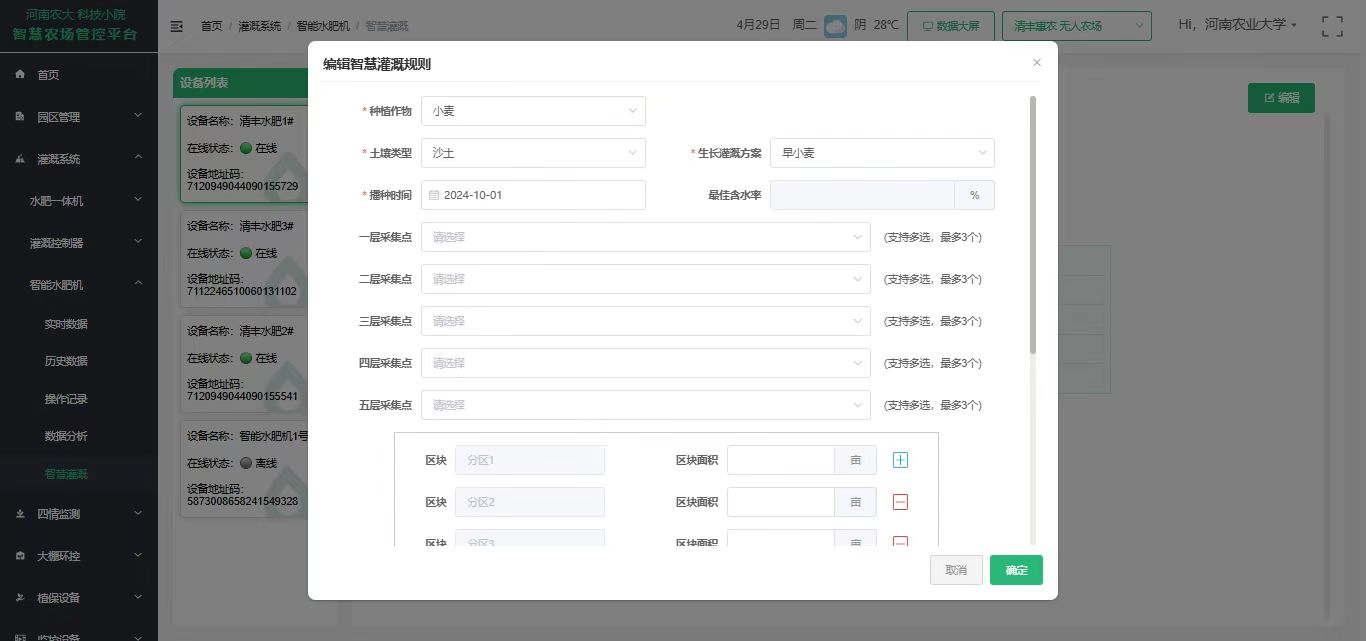 河南农大 科技小院
智慧农场管控平台
首页 / 灌溉系统 / 智能水肥机 / 智慧灌溉
4月29日 周二 阴 28℃
数据大屏
清丰惠农 无人农场
Hi，河南农业大学
首页
园区管理
灌溉系统
水肥一体机
灌溉控制器
智能水肥机
实时数据
历史数据
操作记录
数据分析
智慧灌溉
四情监测
大棚环控
植保设备
监控设备
设备列表
设备名称：清丰水肥1#
在线状态：在线
设备地址码：
7120949044090155729
设备名称：清丰水肥3#
在线状态：在线
设备地址码：
7112246510060131102
设备名称：清丰水肥2#
在线状态：在线
设备地址码：
7120949044090155541
设备名称：智能水肥机1号
在线状态：离线
设备地址码：
5873008658241549328
编辑
编辑智慧灌溉规则
* 种植作物 小麦
* 土壤类型 沙土 * 生长灌溉方案 早小麦
* 播种时间 2024-10-01 最佳含水率 %
一层采集点 请选择 (支持多选，最多3个)
二层采集点 请选择 (支持多选，最多3个)
三层采集点 请选择 (支持多选，最多3个)
四层采集点 请选择 (支持多选，最多3个)
五层采集点 请选择 (支持多选，最多3个)
区块 分区1 区块面积 亩
区块 分区2 区块面积 亩
区块 分区3 区块面积 亩
取消 确定